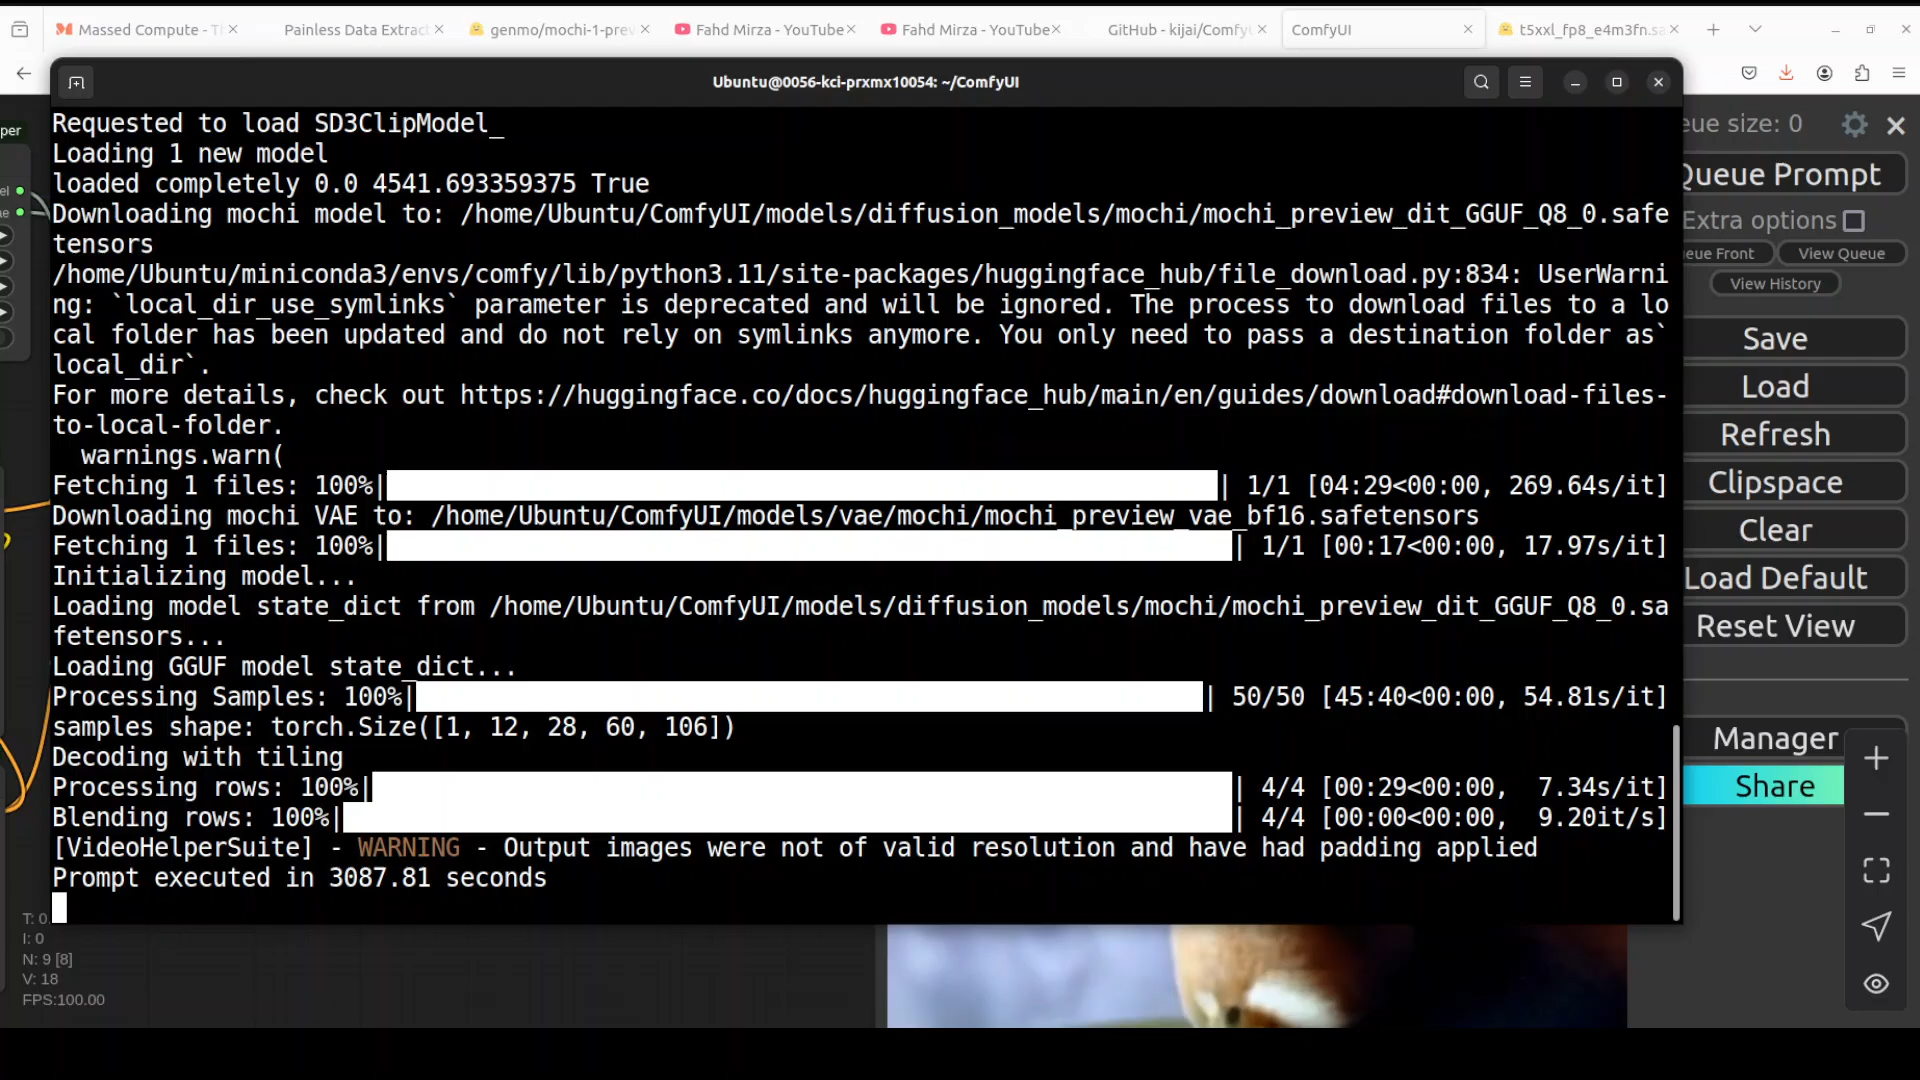 Massed Compute - T
Painless Data Extrac
genmo/mochi-1-prev
Fahd Mirza - YouTube
Fahd Mirza - YouTube
GitHub - kijai/Comfy
ComfyUI
t5xxl_fp8_e4m3fn.sa
Ubuntu@0056-kci-prxmx10054: ~/ComfyUI
Requested to load SD3ClipModel_
Loading 1 new model
loaded completely 0.0 4541.693359375 True
Downloading mochi model to: /home/Ubuntu/ComfyUI/models/diffusion_models/mochi/mochi_preview_dit_GGUF_Q8_0.safe
tensors
/home/Ubuntu/miniconda3/envs/comfy/lib/python3.11/site-packages/huggingface_hub/file_download.py:834: UserWarni
ng: `local_dir_use_symlinks` parameter is deprecated and will be ignored. The process to download files to a lo
cal folder has been updated and do not rely on symlinks anymore. You only need to pass a destination folder as`
local_dir`.
For more details, check out https://huggingface.co/docs/huggingface_hub/main/en/guides/download#download-files-
to-local-folder.
warnings.warn(
Fetching 1 files: 100%| | 1/1 [04:29<00:00, 269.64s/it]
Downloading mochi VAE to: /home/Ubuntu/ComfyUI/models/vae/mochi/mochi_preview_vae_bf16.safetensors
Fetching 1 files: 100%| | 1/1 [00:17<00:00, 17.97s/it]
Initializing model...
Loading model state_dict from /home/Ubuntu/ComfyUI/models/diffusion_models/mochi/mochi_preview_dit_GGUF_Q8_0.sa
fetensors...
Loading GGUF model state_dict...
Processing Samples: 100%| | 50/50 [45:40<00:00, 54.81s/it]
samples shape: torch.Size([1, 12, 28, 60, 106])
Decoding with tiling
Processing rows: 100%| | 4/4 [00:29<00:00, 7.34s/it]
Blending rows: 100%| | 4/4 [00:00<00:00, 9.20it/s]
[VideoHelperSuite] - WARNING - Output images were not of valid resolution and have had padding applied
Prompt executed in 3087.81 seconds
per
el
ae
eue size: 0
Queue Prompt
Extra options
eue Front
View Queue
View History
Save
Load
Refresh
Clipspace
Clear
Load Default
Reset View
Manager
Share
T: 0
I: 0
N: 9 [8]
V: 18
FPS:100.00